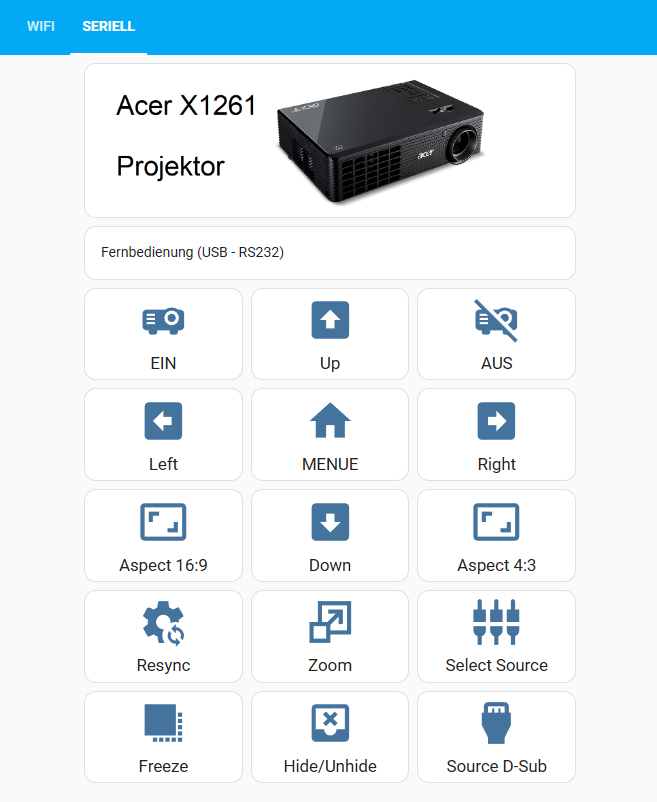 WIFI SERIELL
Acer X1261
Projektor
acer
Fernbedienung (USB - RS232)
EIN Up AUS
Left MENUE Right
Aspect 16:9 Down Aspect 4:3
Resync Zoom Select Source
Freeze Hide/Unhide Source D-Sub